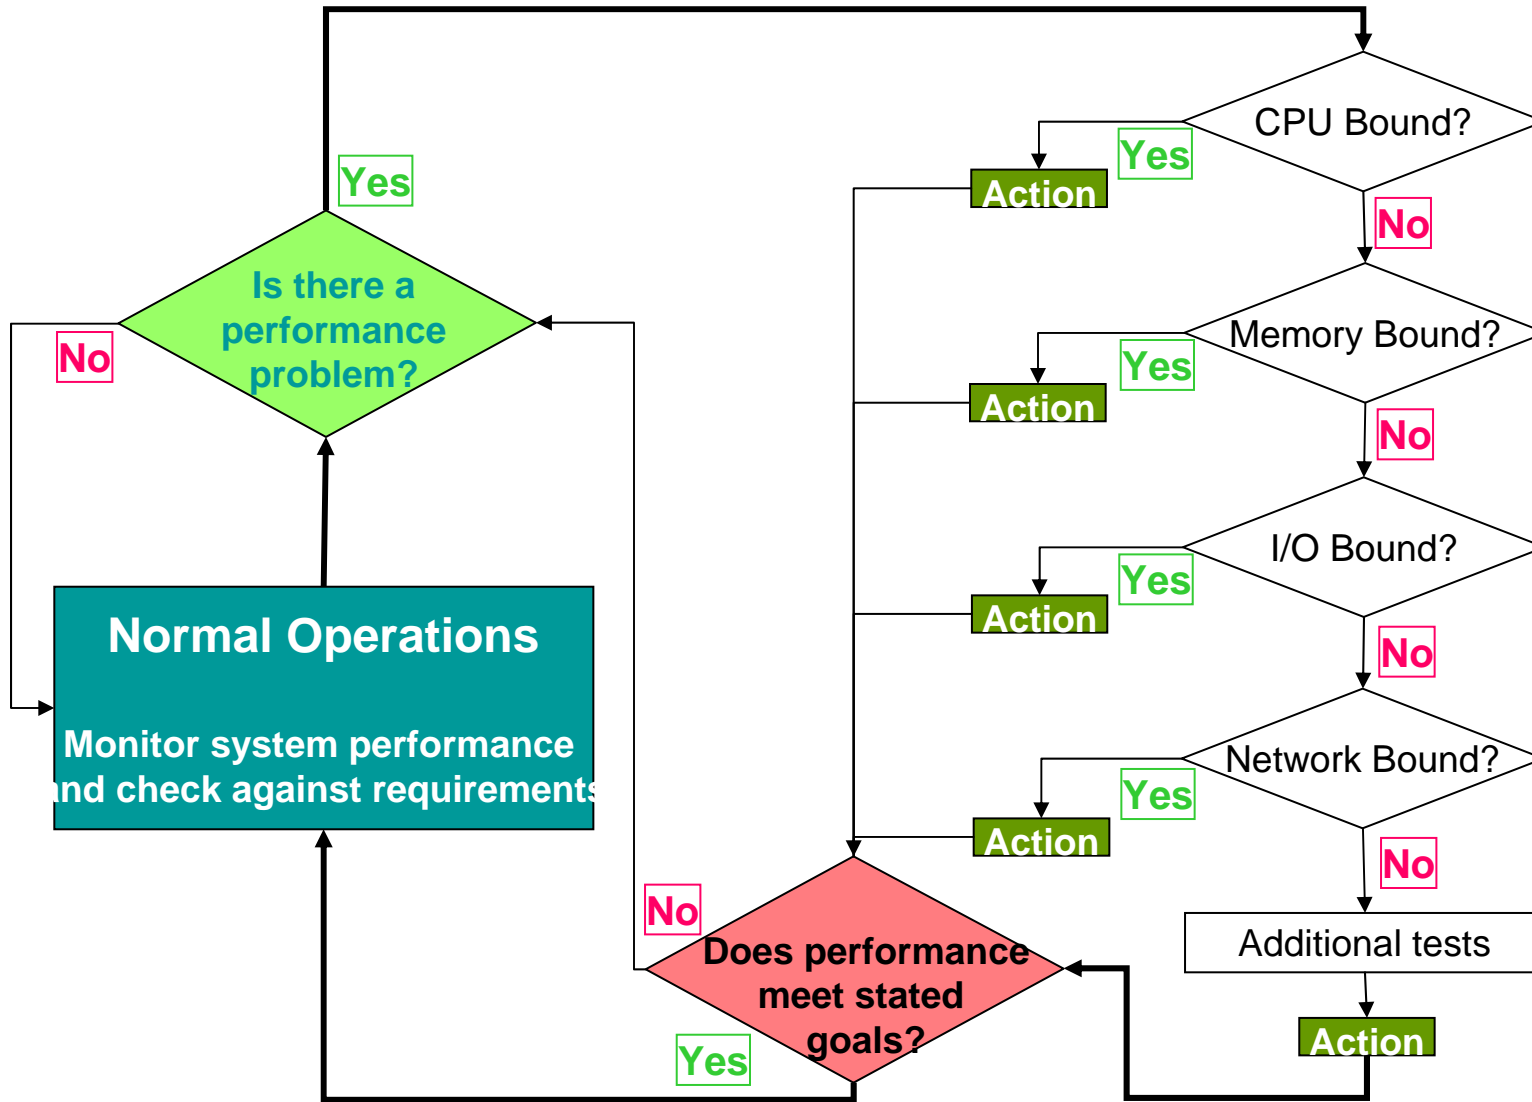 CPU Bound?
Yes
Action
Yes
No
Is there a
performance
problem?
No
Memory Bound?
Yes
Action
No
I/O Bound?
Yes
Action
Normal Operations
No
Monitor system performance
and check against requirements
Network Bound?
Yes
Action
No
No
Does performance
meet stated
goals?
Additional tests
Yes
Action